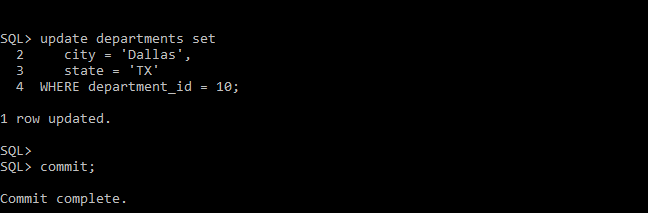 SQL> update departments set
  2     city = 'Dallas',
  3     state = 'TX'
  4  WHERE department_id = 10;
1 row updated.
SQL>
SQL> commit;
Commit complete.